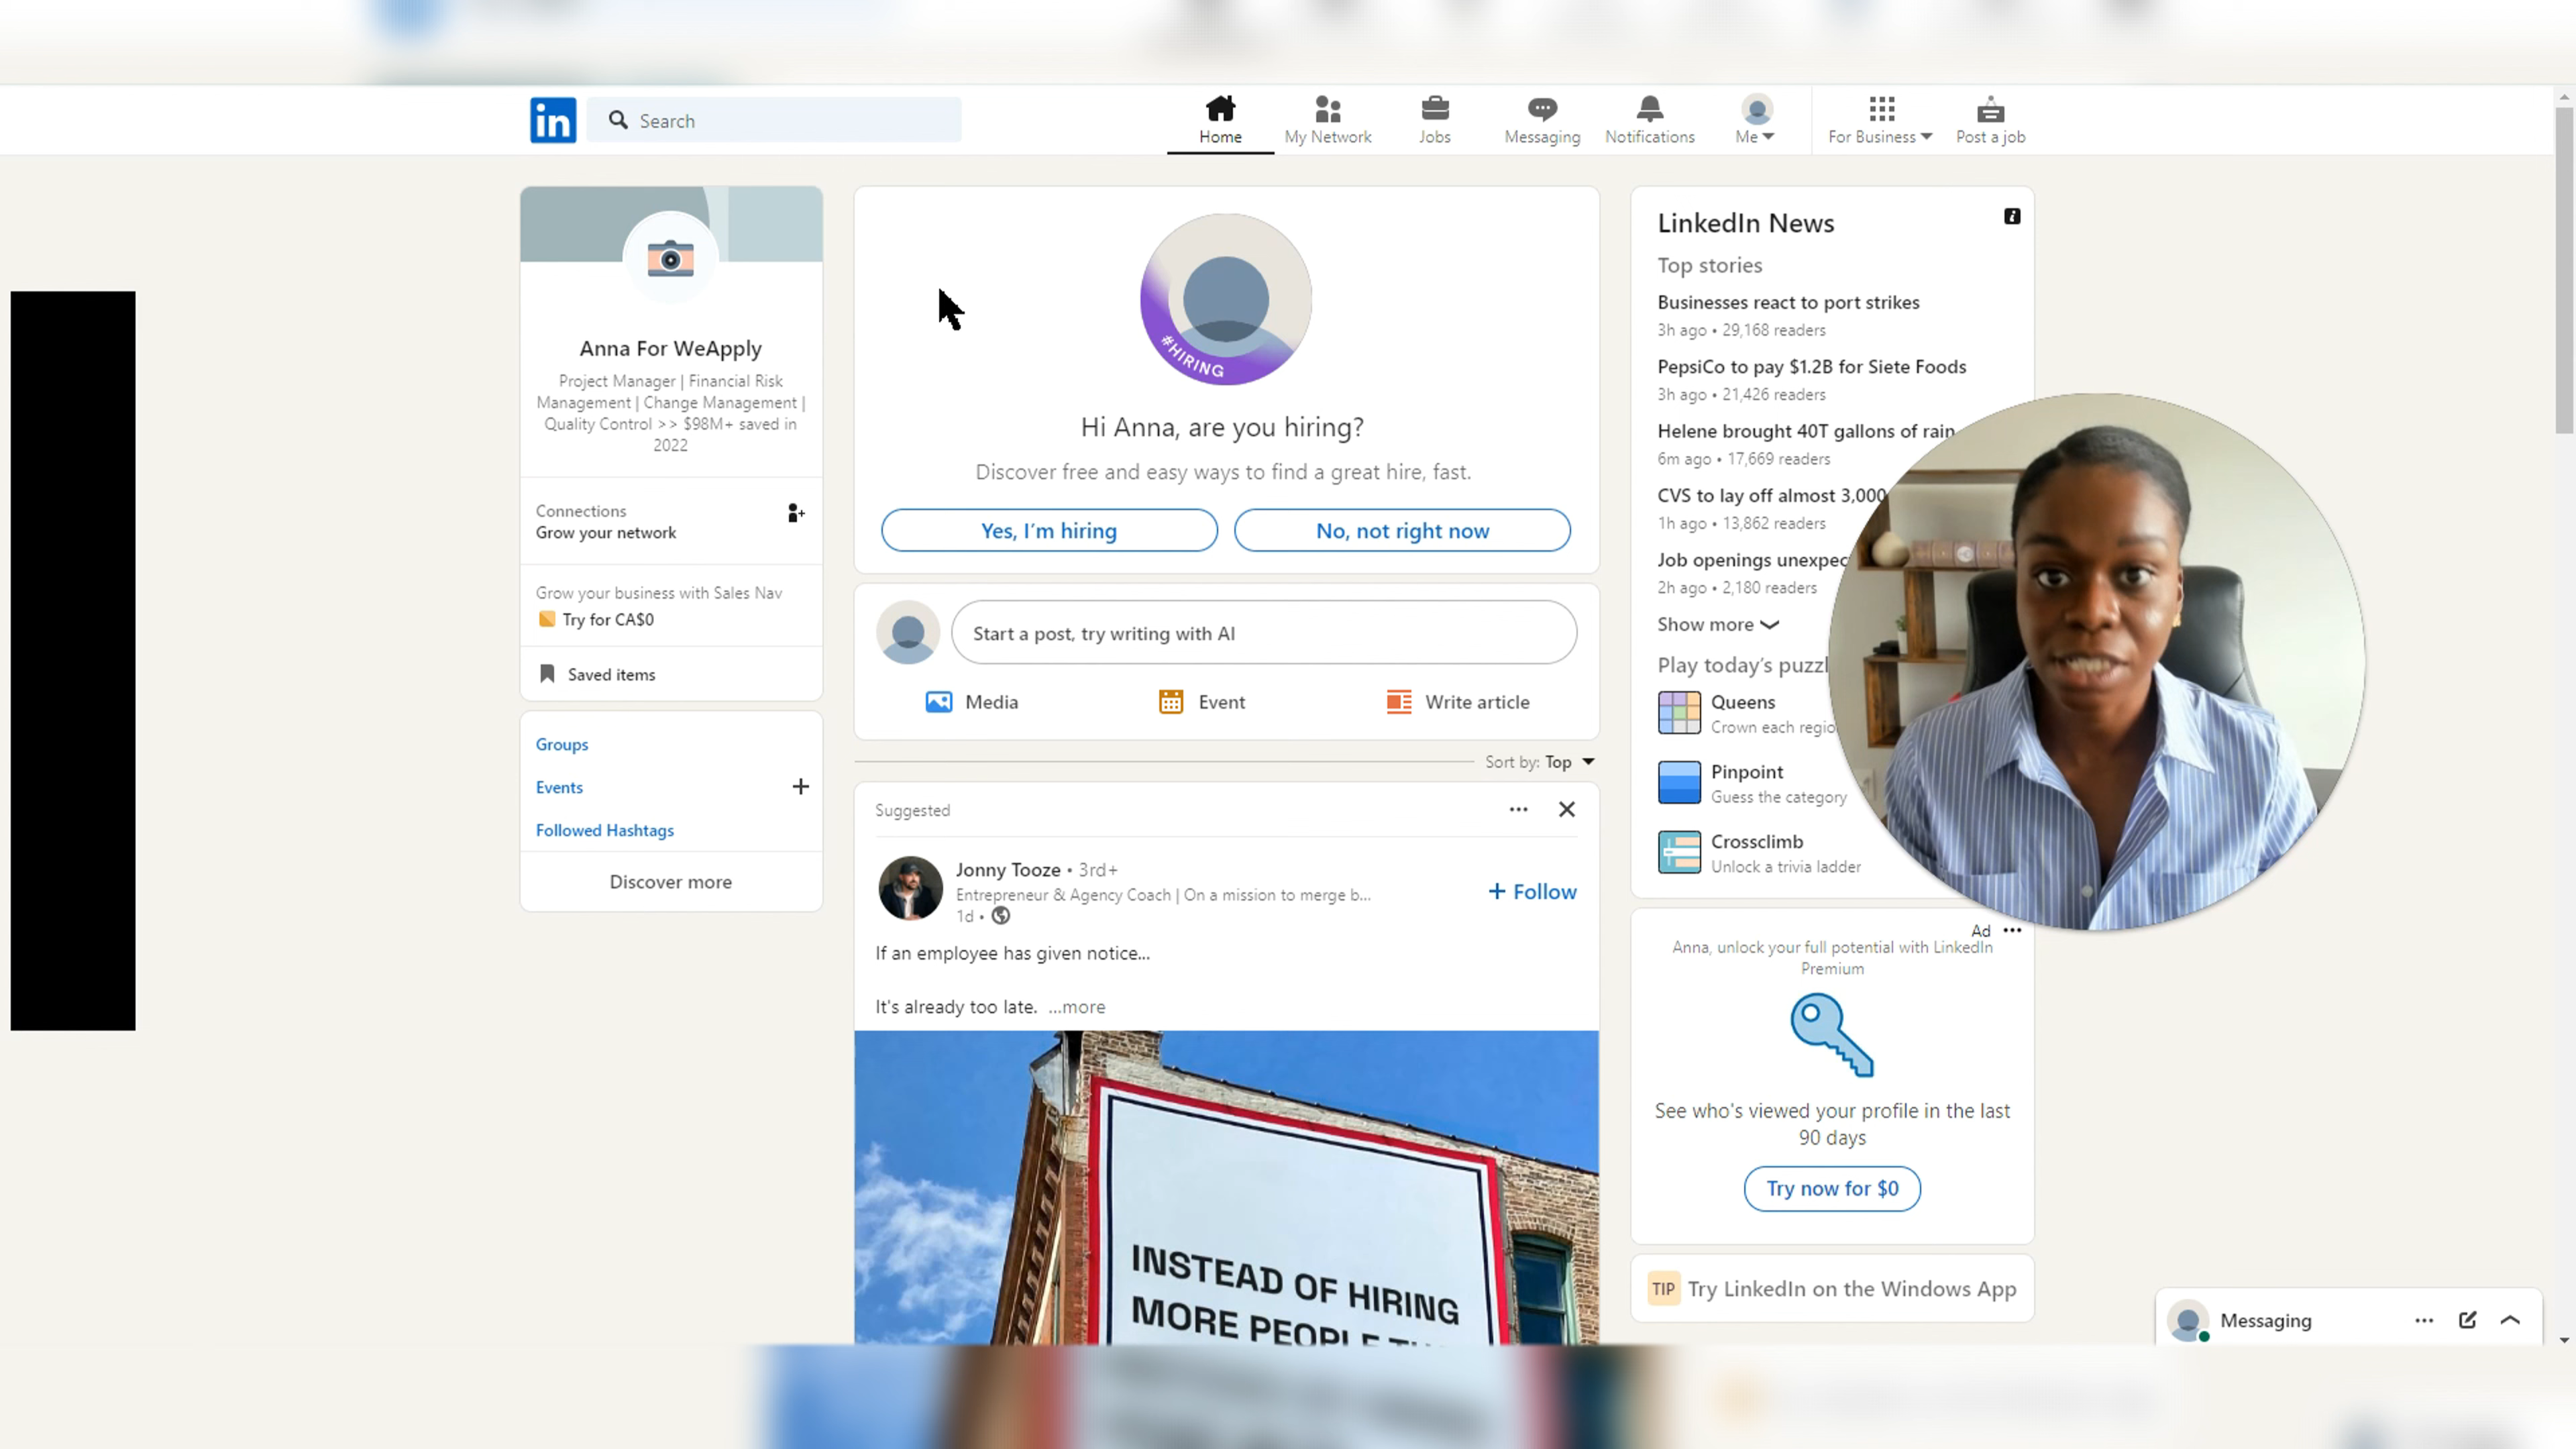 in
Search
Home
My Network
Jobs
Messaging
Notifications
Me
For Business
Post a job
Anna For WeApply
Project Manager | Financial Risk
Management | Change Management |
Quality Control >> $98M+ saved in
2022
Connections
Grow your network
Grow your business with Sales Nav
Try for CA$0
Saved items
Groups
Events
Followed Hashtags
Discover more
#HIRING
Hi Anna, are you hiring?
Discover free and easy ways to find a great hire, fast.
Yes, I'm hiring
No, not right now
Start a post, try writing with AI
Media
Event
Write article
Sort by: Top
Suggested
Jonny Tooze • 3rd+
Entrepreneur & Agency Coach | On a mission to merge b...
1d •
+ Follow
If an employee has given notice...
It's already too late. ...more
INSTEAD OF HIRING
MORE PEOPLE
LinkedIn News
Top stories
Businesses react to port strikes
3h ago • 29,168 readers
PepsiCo to pay $1.2B for Siete Foods
3h ago • 21,426 readers
Helene brought 40T gallons of rain
6m ago • 17,669 readers
CVS to lay off almost 3,000
1h ago • 13,862 readers
Job openings unexpec
2h ago • 2,180 readers
Show more
Play today's puzzl
Queens
Crown each regio
Pinpoint
Guess the category
Crossclimb
Unlock a trivia ladder
Ad
Anna, unlock your full potential with LinkedIn
Premium
See who's viewed your profile in the last
90 days
Try now for $0
TIP Try LinkedIn on the Windows App
Messaging